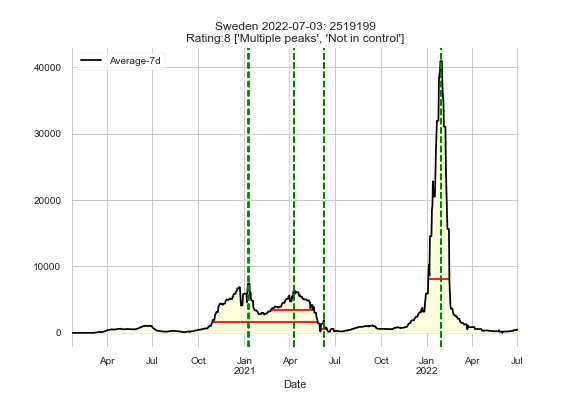 Sweden 2022-07-03: 2519199
Rating:8 ['Multiple peaks', 'Not in control']
Average-7d
40000
30000
20000
10000
0
Apr Jul Oct Jan Apr Jul Oct Jan Apr Jul
2021 2022
Date